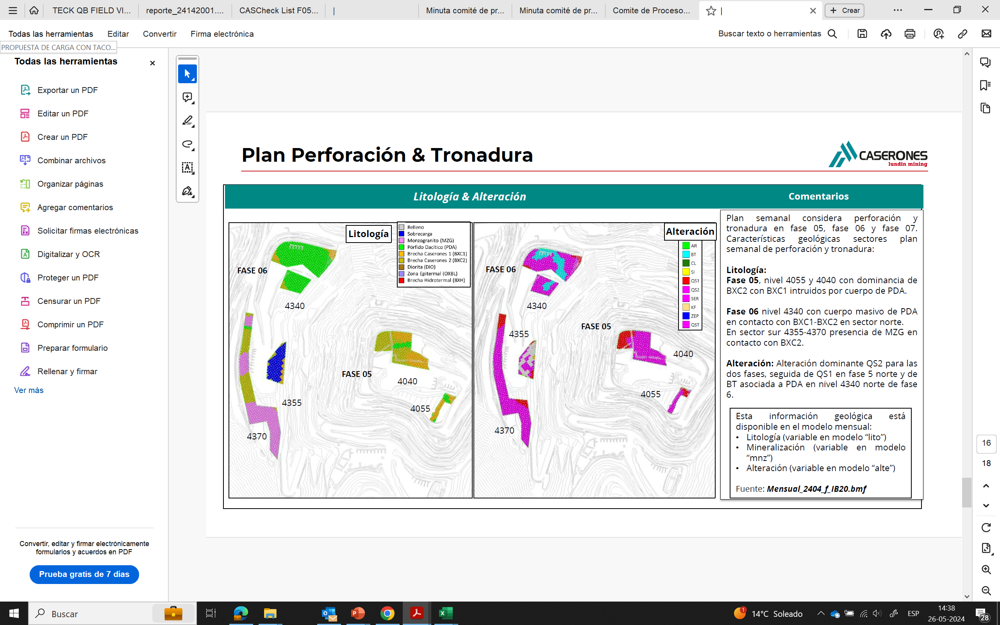 TECK QB FIELD VI...
reporte_24142001....
CASCheck List F05...
Minuta comité de pr...
Minuta comité de pr...
Comite de Proceso...
Crear
Todas las herramientas
Editar
Convertir
Firma electrónica
Buscar texto o herramientas
PROPUESTA DE CARGA CON TACO...
Todas las herramientas
Exportar un PDF
Editar un PDF
Crear un PDF
Combinar archivos
Organizar páginas
Agregar comentarios
Solicitar firmas electrónicas
Digitalizar y OCR
Proteger un PDF
Censurar un PDF
Comprimir un PDF
Preparar formulario
Rellenar y firmar
Ver más
Convertir, editar y firmar electrónicamente
formularios y acuerdos en PDF
Prueba gratis de 7 días
Plan Perforación & Tronadura
CASERONES
lundin mining
Litología & Alteración
Comentarios
Litología
Relleno
Sobrecarga
Monzogranito (MZG)
Pórfido Dacítico (PDA)
Brecha Caserones 1 (BXC1)
Brecha Caserones 2 (BXC2)
Diorita (DIO)
Zona Epitermal (OXBL)
Brecha Hidrotermal (BXH)
FASE 06
4340
FASE 05
4040
4355
4055
4370
Alteración
AR
BT
CL
SI
QS1
QS2
SER
KF
ZEP
QST
FASE 06
4340
FASE 05
4355
4040
4055
4370
Plan semanal considera perforación y
tronadura en fase 05, fase 06 y fase 07.
Características geológicas sectores plan
semanal de perforación y tronadura:
Litología:
Fase 05, nivel 4055 y 4040 con dominancia de
BXC2 con BXC1 intruidos por cuerpo de PDA.
Fase 06 nivel 4340 con cuerpo masivo de PDA
en contacto con BXC1-BXC2 en sector norte.
En sector sur 4355-4370 presencia de MZG en
contacto con BXC2.
Alteración: Alteración dominante QS2 para las
dos fases, seguida de QS1 en fase 5 norte y de
BT asociada a PDA en nivel 4340 norte de fase
6.
Esta información geológica está
disponible en el modelo mensual:
• Litología (variable en modelo “lito”)
• Mineralización (variable en modelo
“mnz”)
• Alteración (variable en modelo “alte”)
Fuente: Mensual_2404_f_IB20.bmf
16
18
Buscar
1
14°C Soleado
ESP
14:38
26-05-2024
28